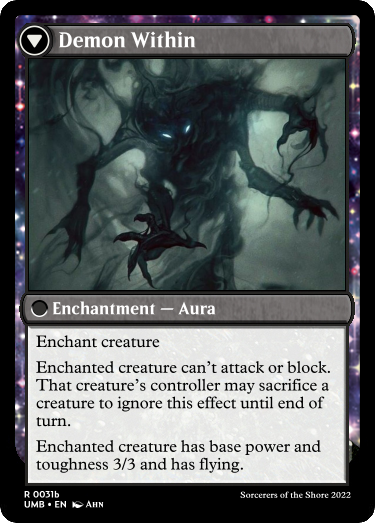 Demon Within
Enchantment — Aura
Enchant creature
Enchanted creature can't attack or block.
That creature's controller may sacrifice a
creature to ignore this effect until end of
turn.
Enchanted creature has base power and
toughness 3/3 and has flying.
R 0031b
UMB • EN Ahn
Sorcerers of the Shore 2022